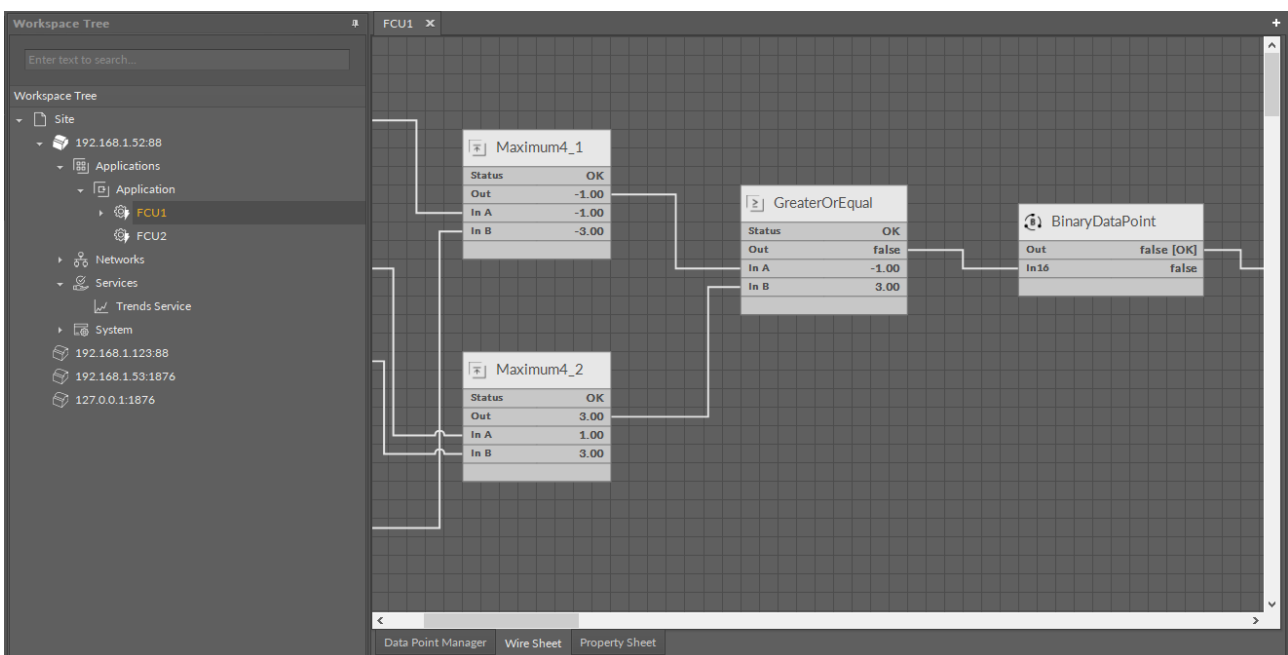 Workspace Tree
FCU1
Enter text to search...
Workspace Tree
Site
192.168.1.52:88
Applications
Application
FCU1
FCU2
Networks
Services
Trends Service
System
192.168.1.123:88
192.168.1.53:1876
127.0.0.1:1876
Maximum4_1
Status OK
Out -1.00
In A -1.00
In B -3.00
Maximum4_2
Status OK
Out 3.00
In A 1.00
In B 3.00
GreaterOrEqual
Status OK
Out false
In A -1.00
In B 3.00
BinaryDataPoint
Out false [OK]
In16 false
Data Point Manager Wire Sheet Property Sheet